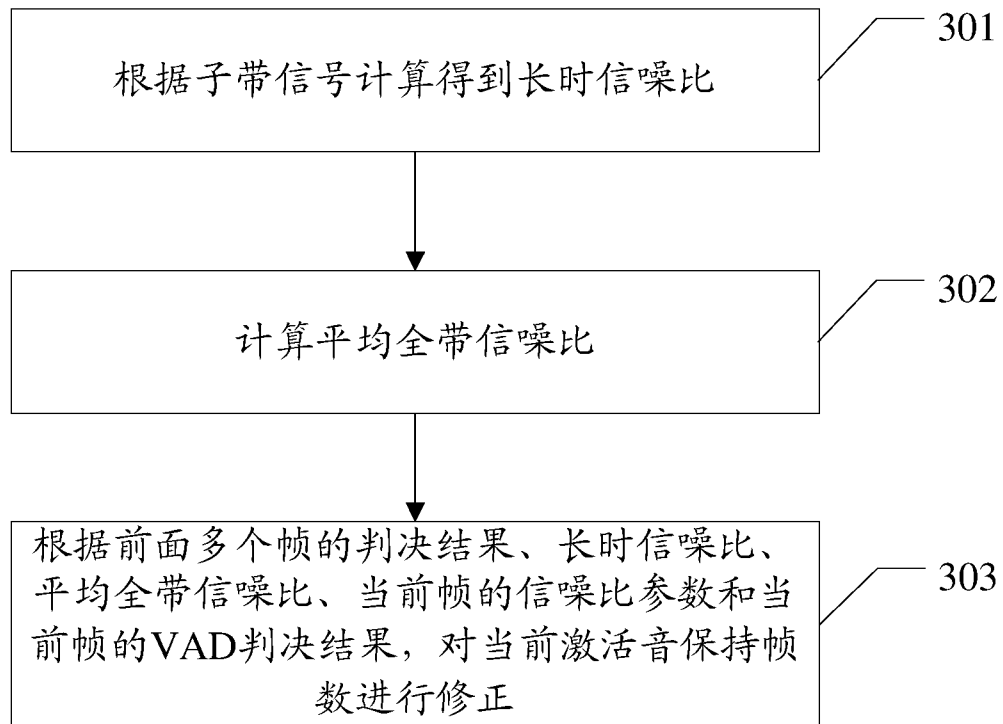 根据子带信号计算得到长时信噪比
301
计算平均全带信噪比
302
根据前面多个帧的判决结果、长时信噪比、
平均全带信噪比、当前帧的信噪比参数和当
前帧的VAD判决结果，对当前激活音保持帧
数进行修正
303